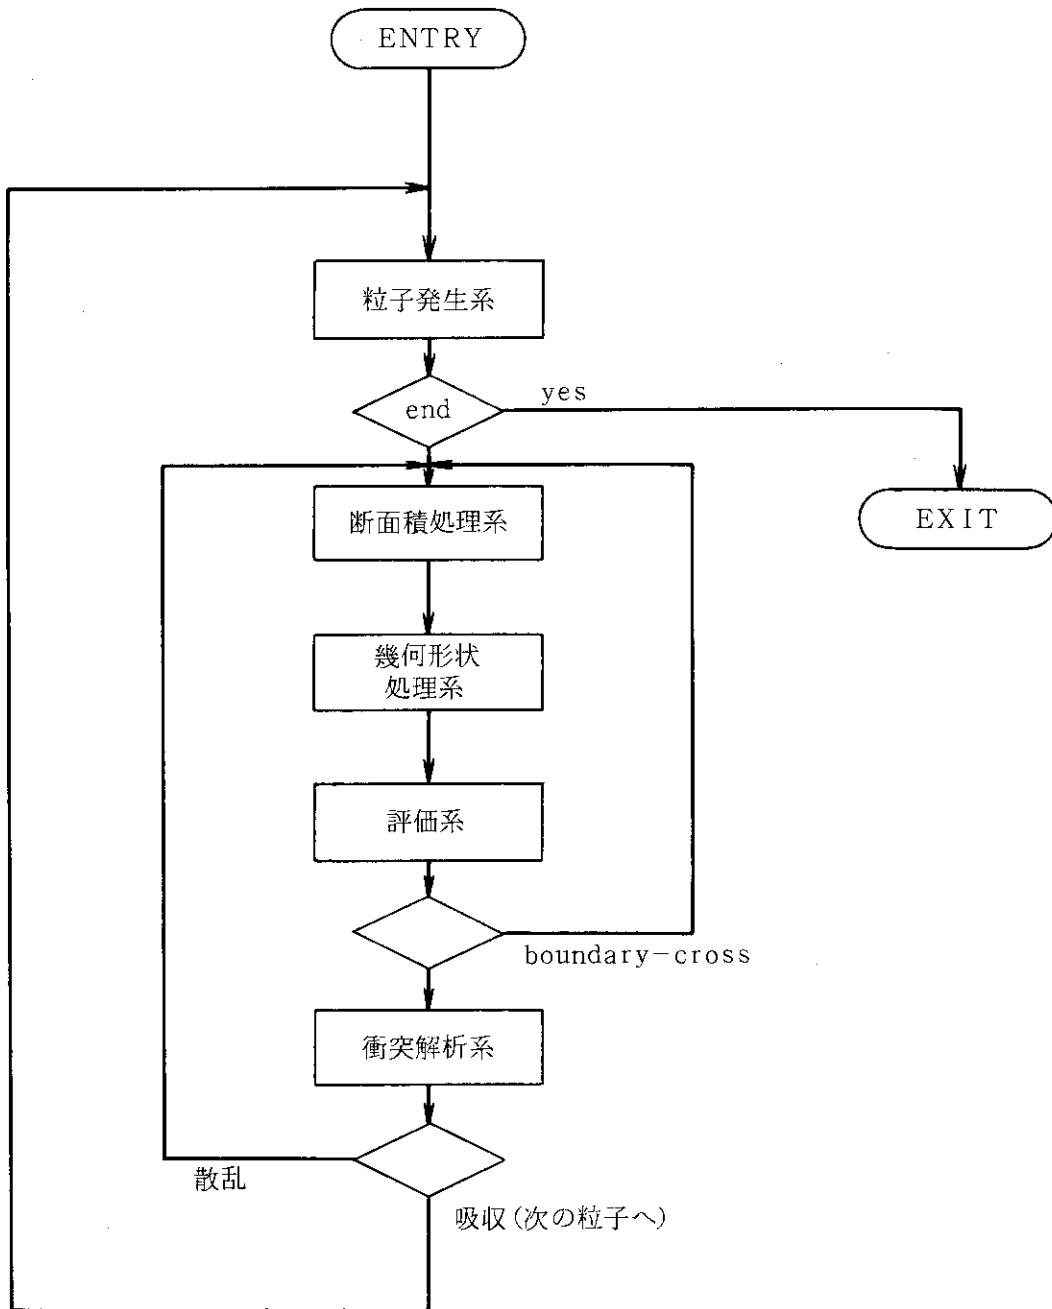 ENTRY
粒子発生系
end
yes
断面積処理系
EXIT
幾何形状
処理系
評価系
boundary-cross
衝突解析系
散乱
吸収(次の粒子へ)